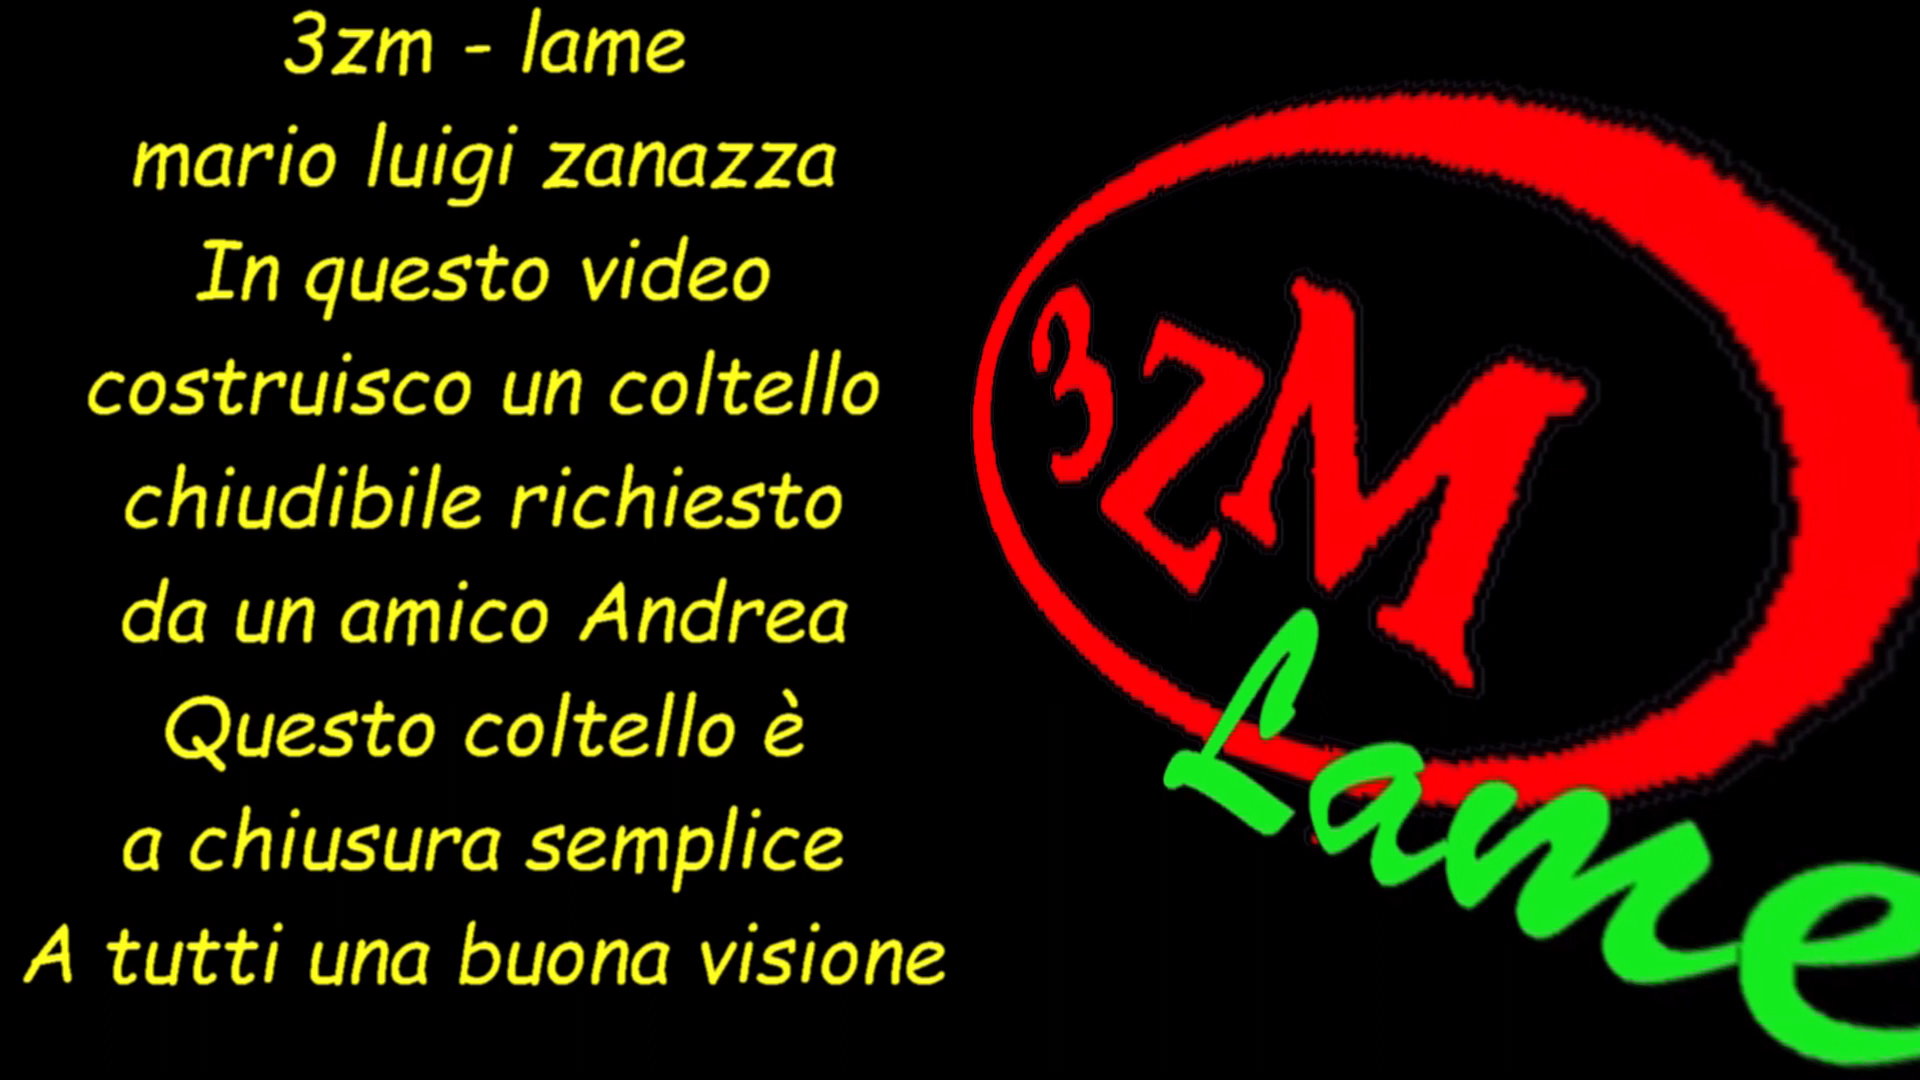 3zm - lame
mario luigi zanazza
In questo video
costruisco un coltello
chiudibile richiesto
da un amico Andrea
Questo coltello è
a chiusura semplice
A tutti una buona visione
3zM
Lame